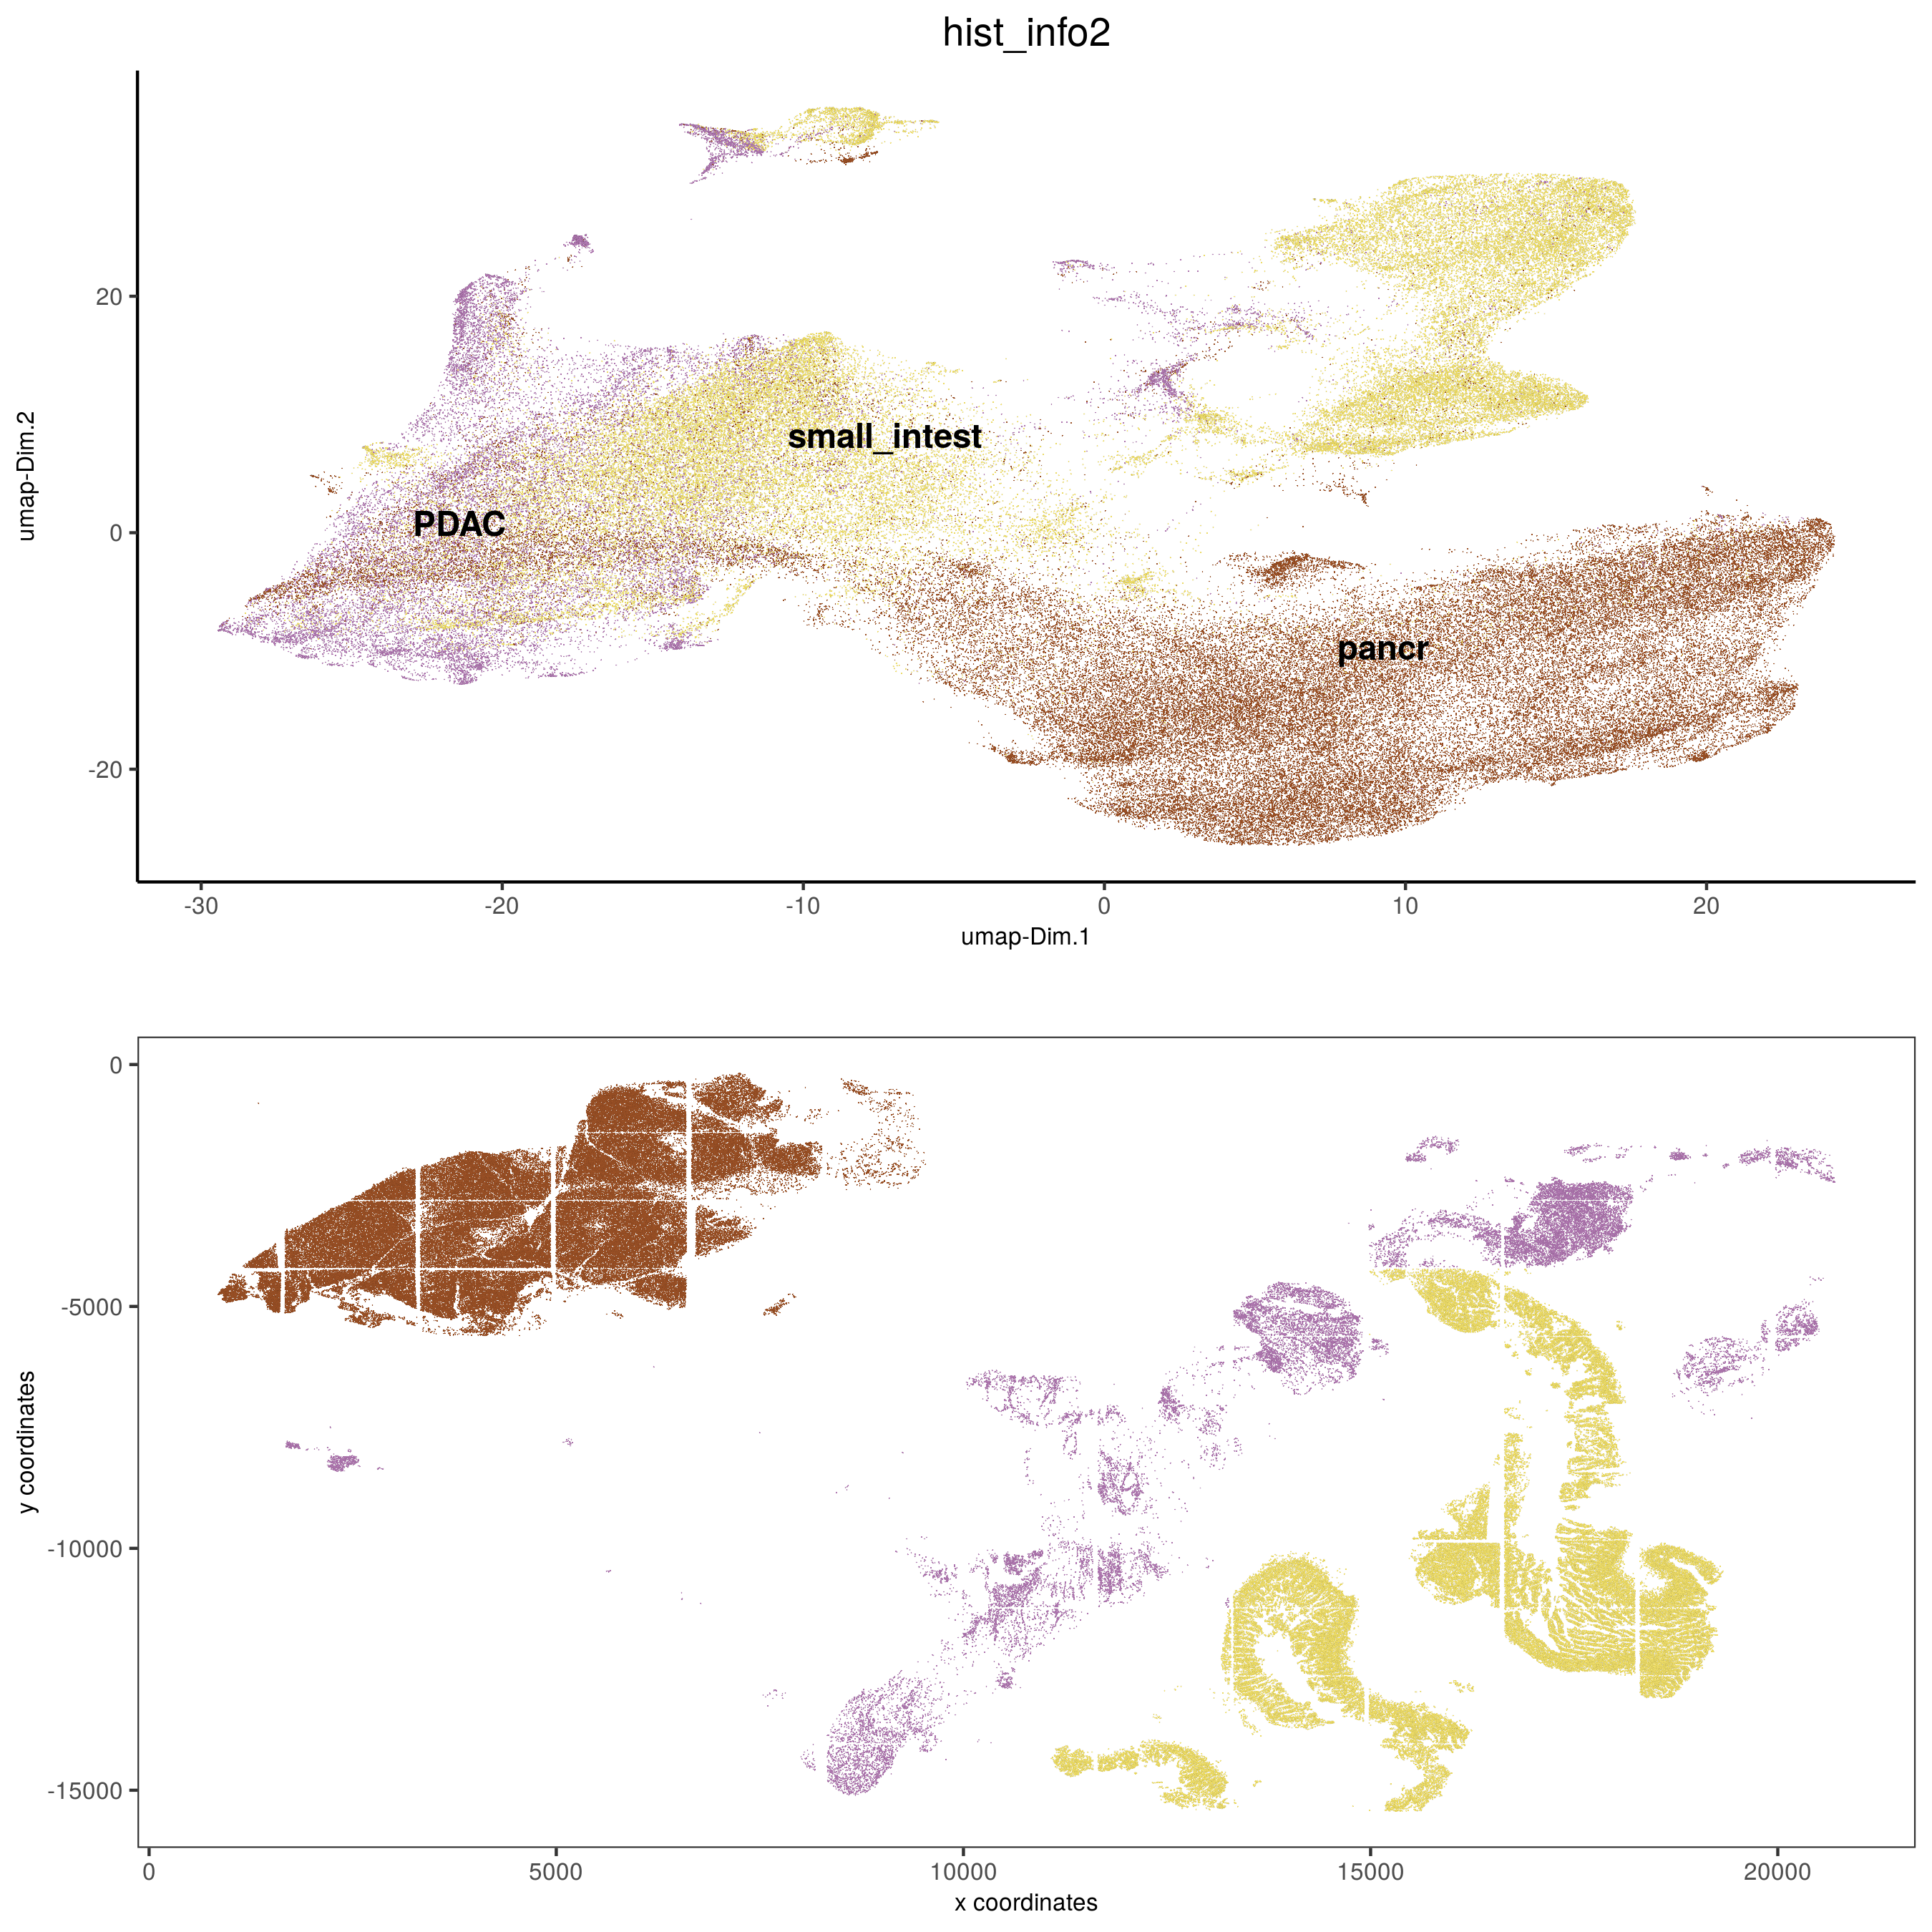 hist_info2
20
0
-20
umap-Dim.2
small_intest
PDAC
pancr
-30
-20
-10
0
10
20
umap-Dim.1
0
-5000
-10000
-15000
y coordinates
0
5000
10000
15000
20000
x coordinates